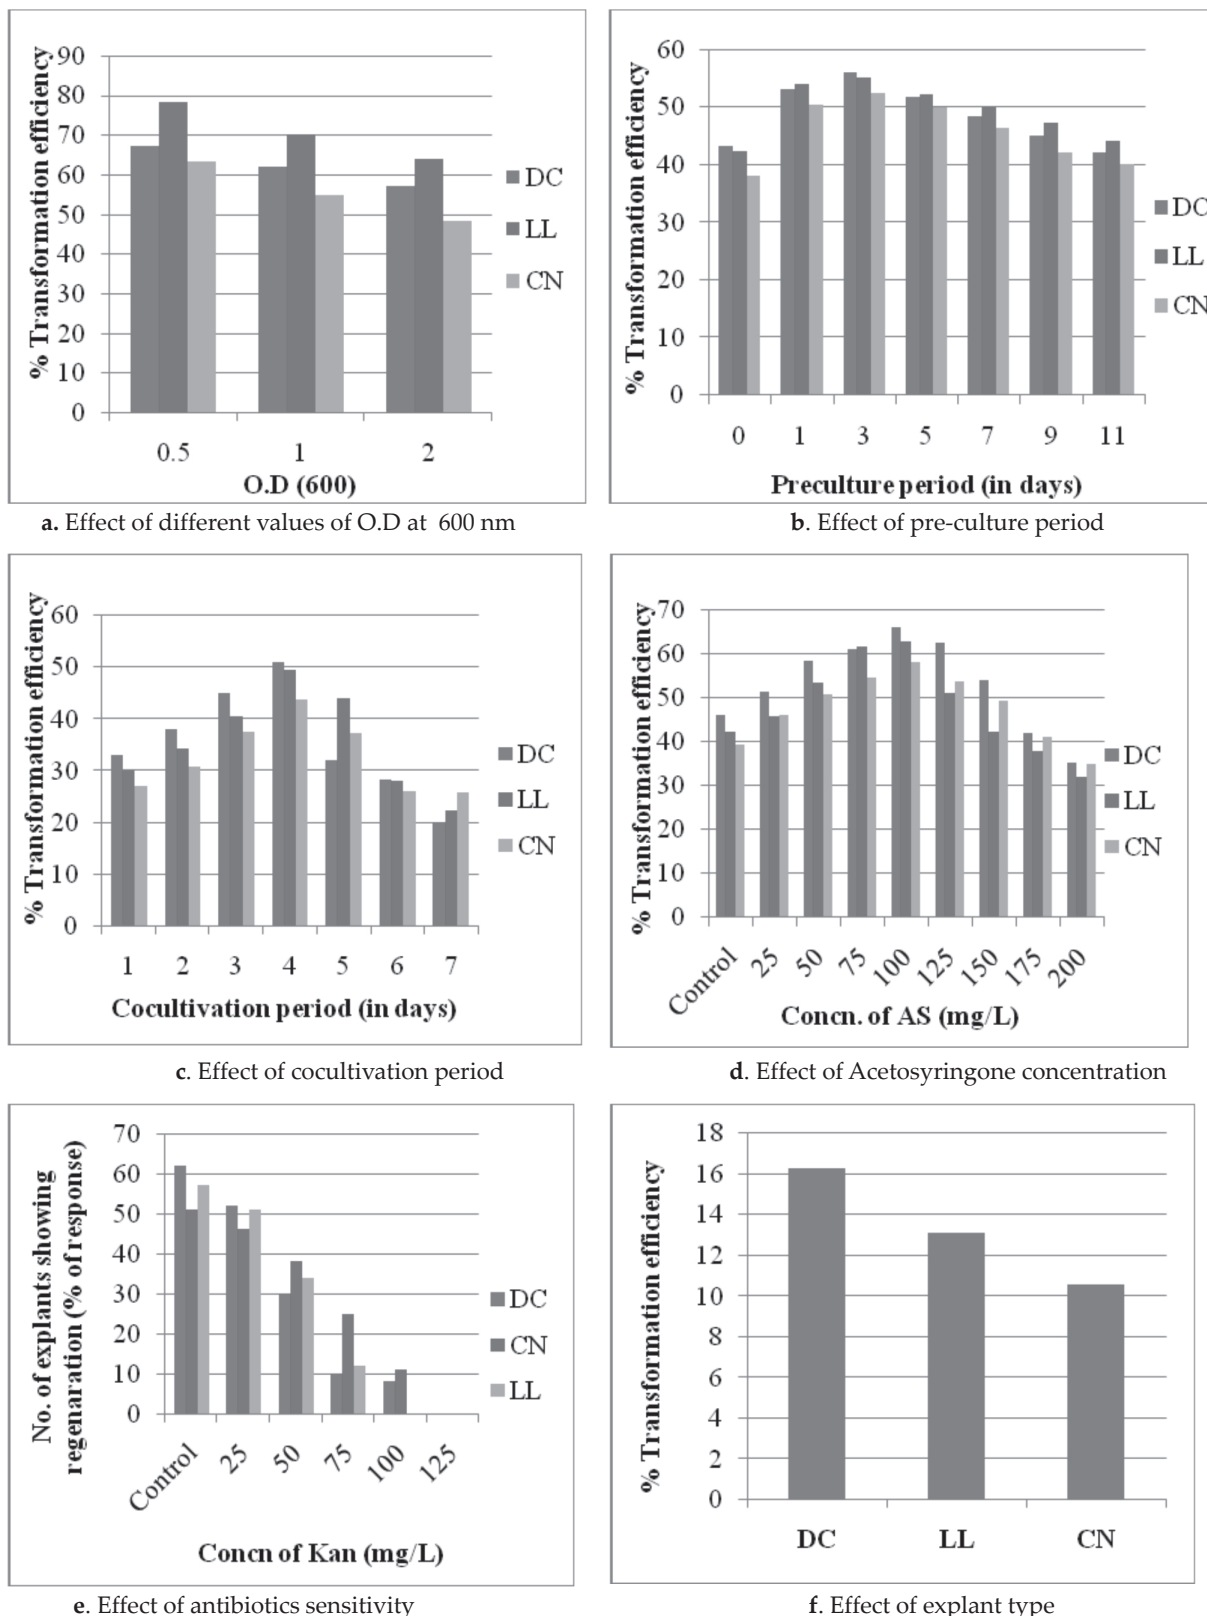 % Transformation efficiency
90
80
70
60
50
40
30
20
10
0
0.5 1 2
O.D (600)
DC
LL
CN
a. Effect of different values of O.D at 600 nm
% Transformation efficiency
60
50
40
30
20
10
0
0 1 3 5 7 9 11
Preculture period (in days)
DC
LL
CN
b. Effect of pre-culture period
% Transformation efficiency
60
50
40
30
20
10
0
1 2 3 4 5 6 7
Cocultivation period (in days)
DC
LL
CN
c. Effect of cocultivation period
% Transformation efficiency
70
60
50
40
30
20
10
0
Control 25 50 75 100 125 150 175 200
Concn. of AS (mg/L)
DC
LL
CN
d. Effect of Acetosyringone concentration
No. of explants showing
regenaration (% of response)
70
60
50
40
30
20
10
0
Control 25 50 75 100 125
Concn of Kan (mg/L)
DC
CN
LL
e. Effect of antibiotics sensitivity
% Transformation efficiency
18
16
14
12
10
8
6
4
2
0
DC LL CN
f. Effect of explant type